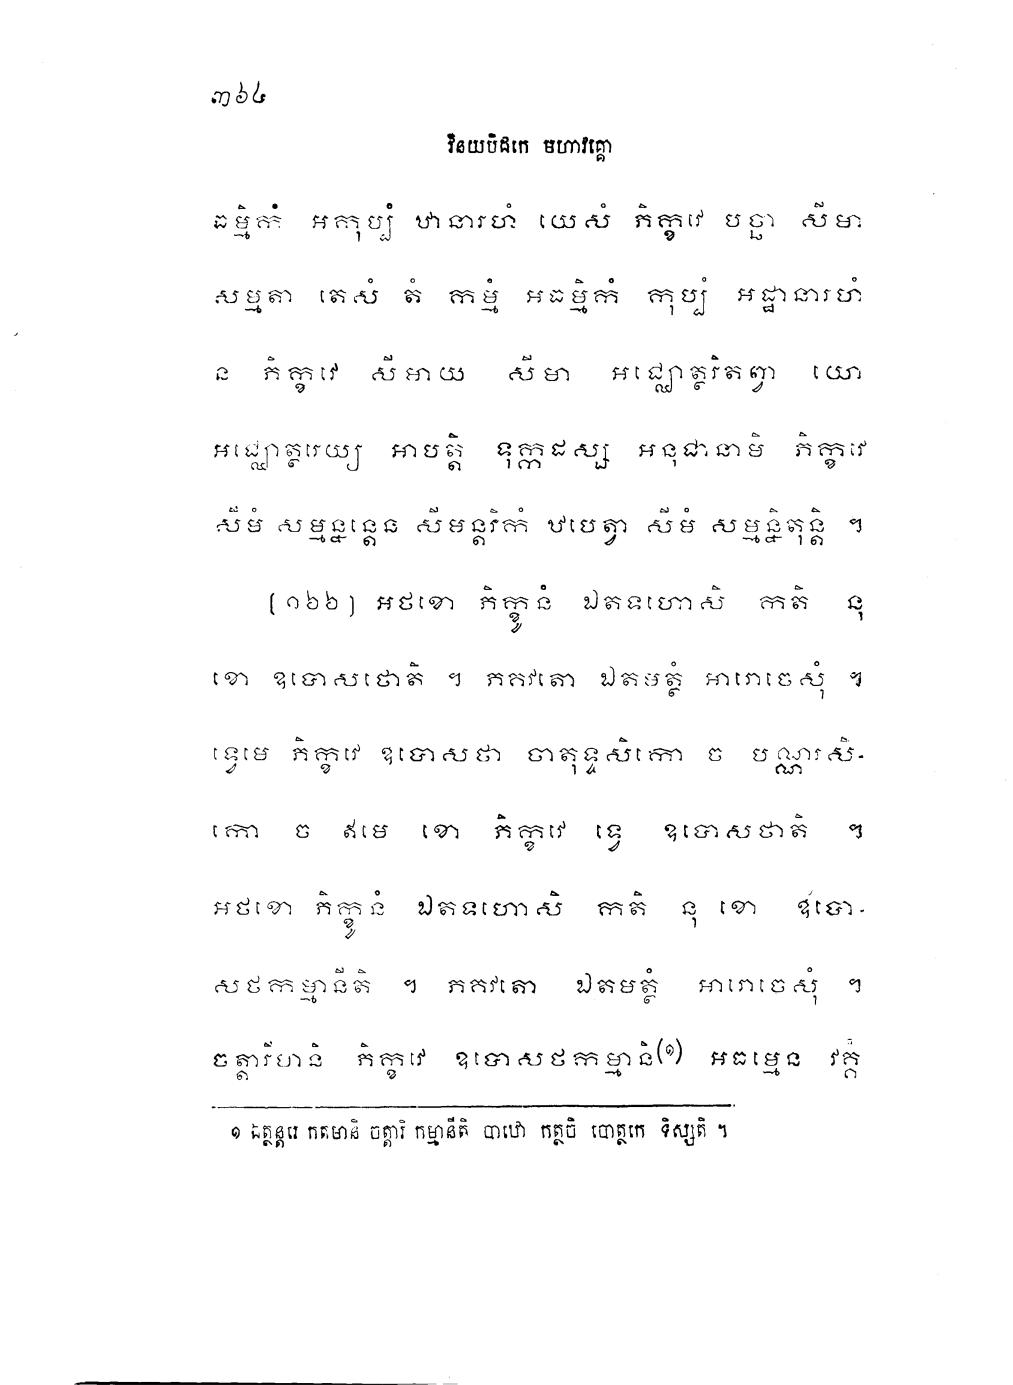 ៣៦៤
វិនយបិដកេ មហាវគ្គោ
ធម្មិកំ អកុប្បំ ឋានារហំ យេសំ ភិក្ខវេ បច្ឆា សីមា
សម្មតា តេសំ តំ កម្មំ អធម្មិកំ កុប្បំ អដ្ឋានារហំ
ន ភិក្ខវេ សីមាយ សីមា អជ្ឈោត្ថរិតព្វា យោ
អជ្ឈោត្ថរេយ្យ អាបត្តិ ទុក្កដស្ស អនុជានាមិ ភិក្ខវេ
សីមំ សម្មន្នន្តេន សីមន្តរិកំ ឋបេត្វា សីមំ សម្មន្និតុន្តិ ។
(១៦៦) អថខោ ភិក្ខូនំ ឯតទហោសិ កតិ នុ
ខោ ឧបោសថោតិ ។ ភគវតោ ឯតមត្ថំ អារោចេសុំ ។
ទ្វេមេ ភិក្ខវេ ឧបោសថា ចាតុទ្ទសិកោ ច បណ្ណរសិ-
កោ ច ឥមេ ខោ ភិក្ខវេ ទ្វេ ឧបោសថាតិ ។
អថខោ ភិក្ខូនំ ឯតទហោសិ កតិ នុ ខោ ឧបោ-
សថកម្មានីតិ ។ ភគវតោ ឯតមត្ថំ អារោចេសុំ ។
ចត្តារីមានិ ភិក្ខវេ ឧបោសថកម្មានិ(១) អធម្មេន វគ្គំ
១ ឯត្ថន្តរេ កតមានិ ចត្តារិ កម្មានីតិ បាឋោ កត្ថចិ បោត្ថកេ ទិស្សតិ ។